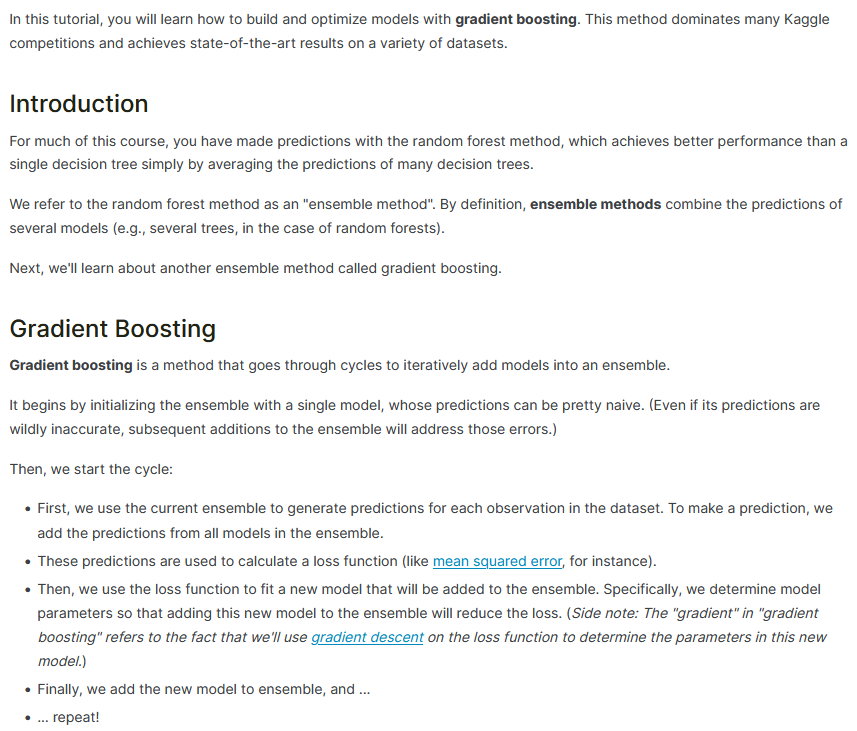 In this tutorial, you will learn how to build and optimize models with gradient boosting. This method dominates many Kaggle
competitions and achieves state-of-the-art results on a variety of datasets.
Introduction
For much of this course, you have made predictions with the random forest method, which achieves better performance than a
single decision tree simply by averaging the predictions of many decision trees.
We refer to the random forest method as an "ensemble method". By definition, ensemble methods combine the predictions of
several models (e.g., several trees, in the case of random forests).
Next, we'll learn about another ensemble method called gradient boosting.
Gradient Boosting
Gradient boosting is a method that goes through cycles to iteratively add models into an ensemble.
It begins by initializing the ensemble with a single model, whose predictions can be pretty naive. (Even if its predictions are
wildly inaccurate, subsequent additions to the ensemble will address those errors.)
Then, we start the cycle:
• First, we use the current ensemble to generate predictions for each observation in the dataset. To make a prediction, we
add the predictions from all models in the ensemble.
• These predictions are used to calculate a loss function (like mean squared error, for instance).
• Then, we use the loss function to fit a new model that will be added to the ensemble. Specifically, we determine model
parameters so that adding this new model to the ensemble will reduce the loss. (Side note: The "gradient" in "gradient
boosting" refers to the fact that we'll use gradient descent on the loss function to determine the parameters in this new
model.)
• Finally, we add the new model to ensemble, and ...
• ... repeat!